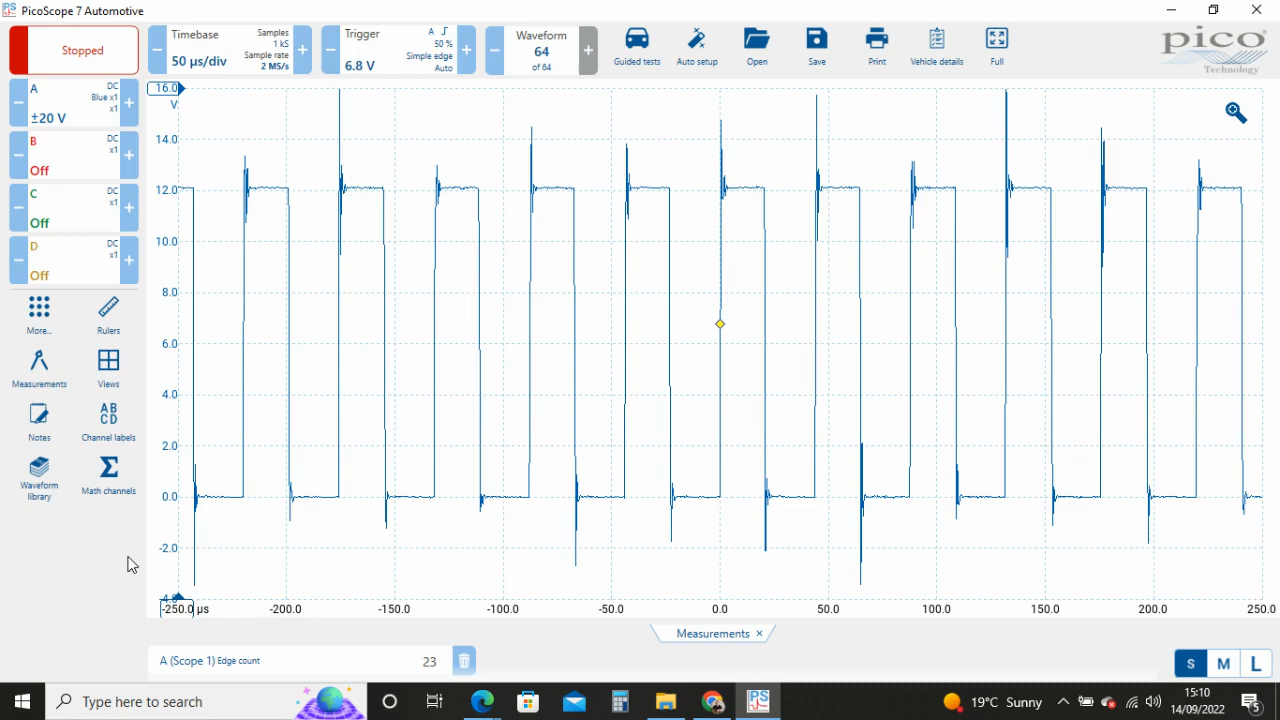 PicoScope 7 Automotive
Stopped
Timebase
50 µs/div
Samples
1 kS
Sample rate
2 MS/s
Trigger
6.8 V
A
50 %
Simple edge
Auto
Waveform
64
of 64
Guided tests
Auto setup
Open
Save
Print
Vehicle details
Full
pico
Technology
A
DC
Blue x1
x1
±20 V
B
DC
x1
Off
C
DC
x1
Off
D
DC
x1
Off
More...
Rulers
Measurements
Views
Notes
AB
CD
Channel labels
Waveform
library
Σ
Math channels
16.0
V
14.0
12.0
10.0
8.0
6.0
4.0
2.0
0.0
-2.0
-250.0 µs
-200.0
-150.0
-100.0
-50.0
0.0
50.0
100.0
150.0
200.0
250.0
Measurements ×
A (Scope 1) Edge count
23
S
M
L
Type here to search
PS
19°C Sunny
15:10
14/09/2022
5